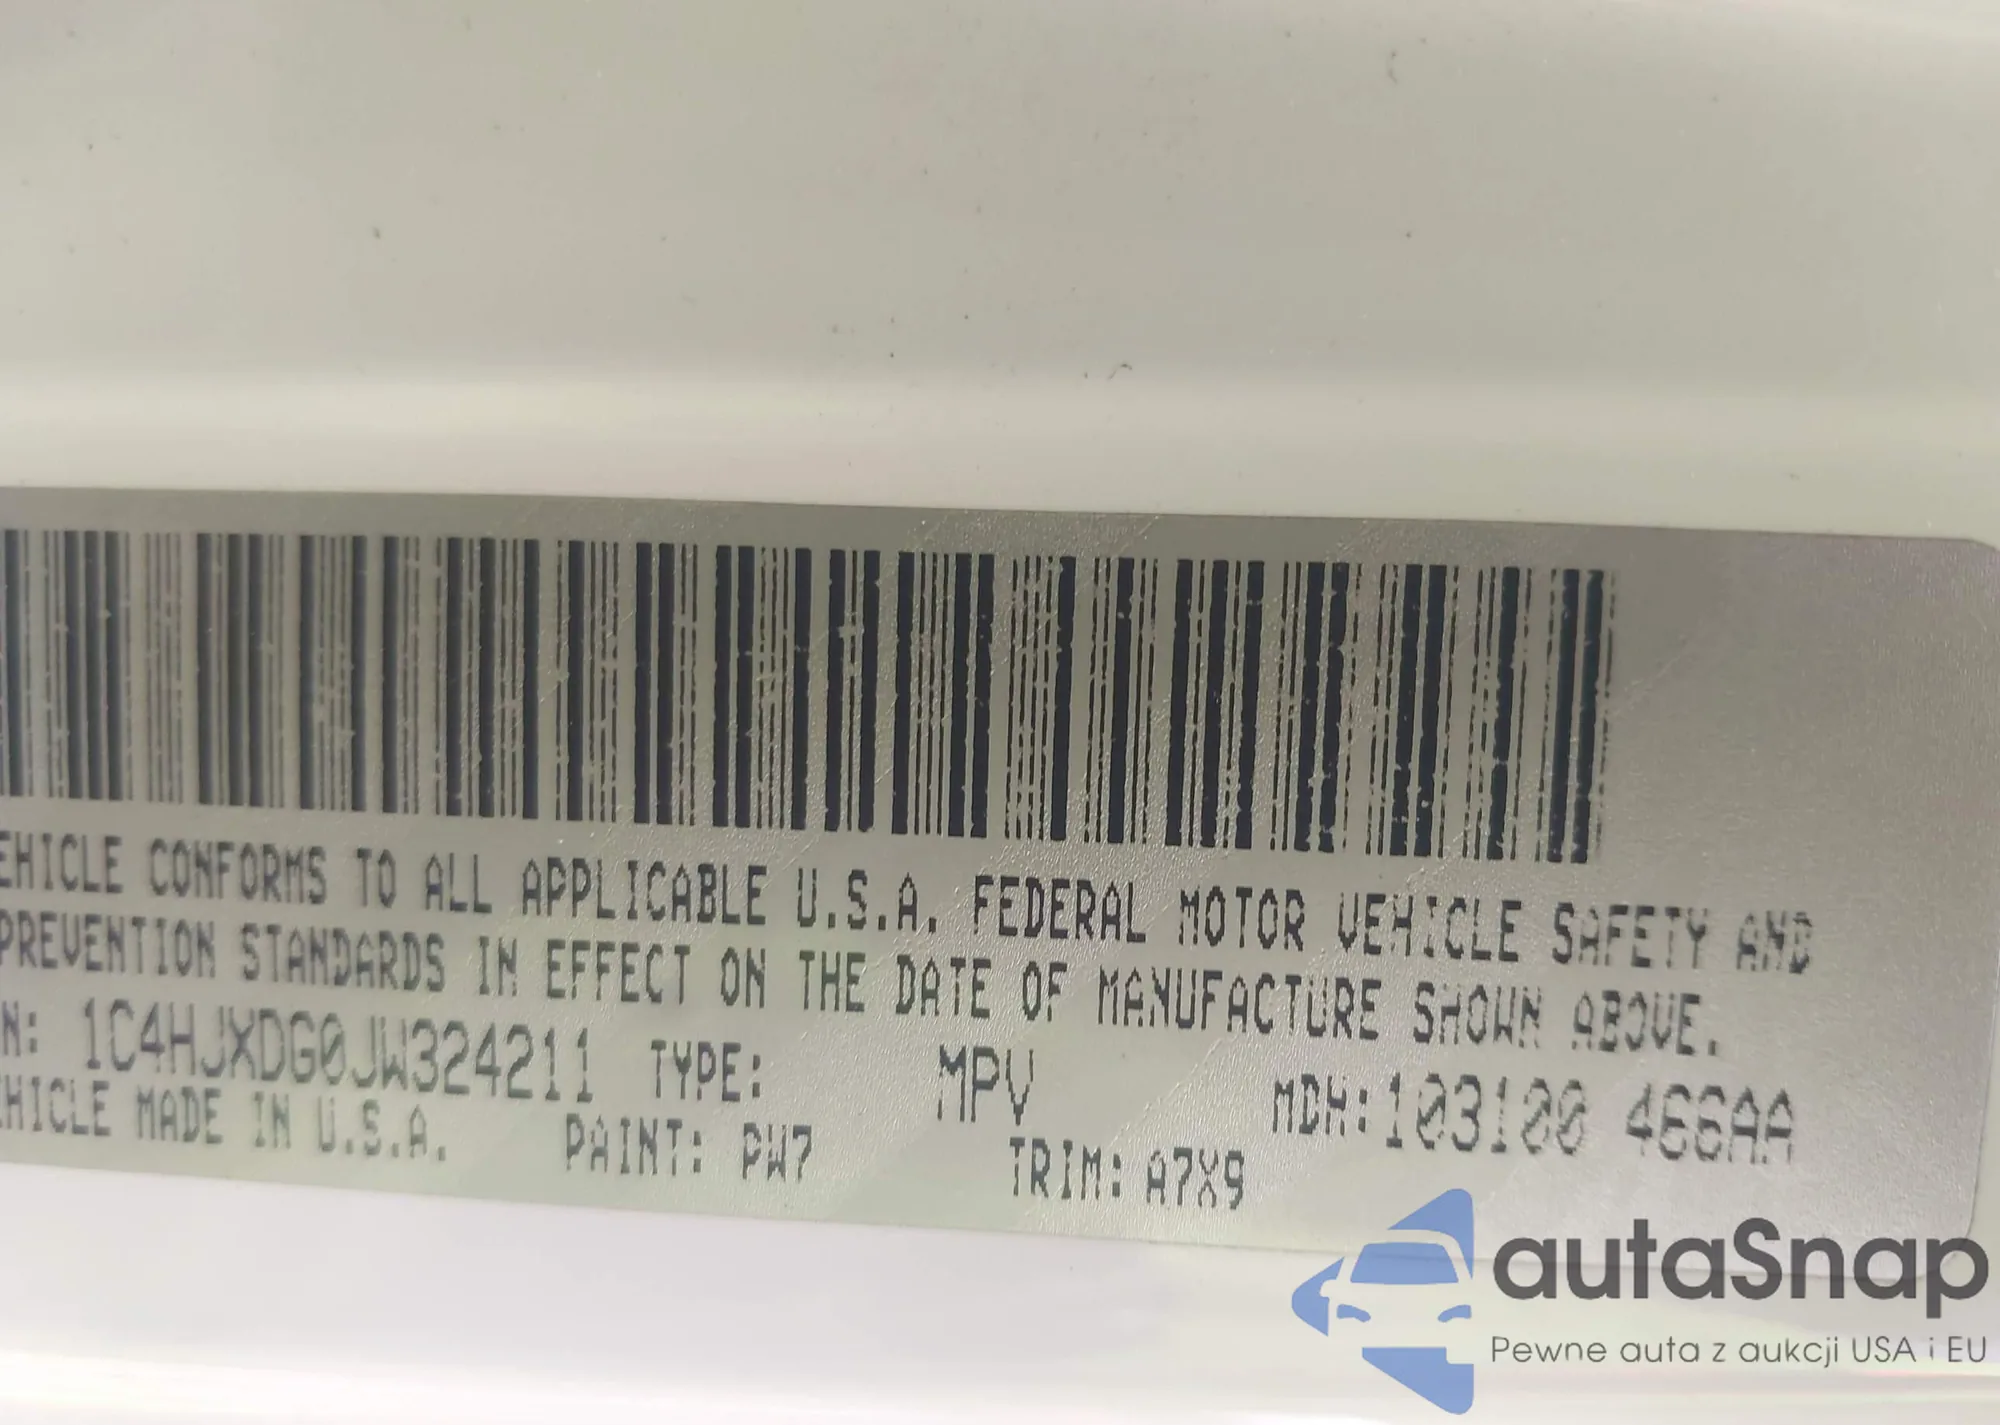 EHICLE CONFORMS TO ALL APPLICABLE U.S.A. FEDERAL MOTOR VEHICLE SAFETY AND
PREVENTION STANDARDS IN EFFECT ON THE DATE OF MANUFACTURE SHOWN ABOVE.
N: 1C4HJXDG0JW324211 TYPE: MPV MDH:103100 466AA
EHICLE MADE IN U.S.A. PAINT: PW7 TRIM: A7X9
autaSnap
Pewne auta z aukcji USA i EU